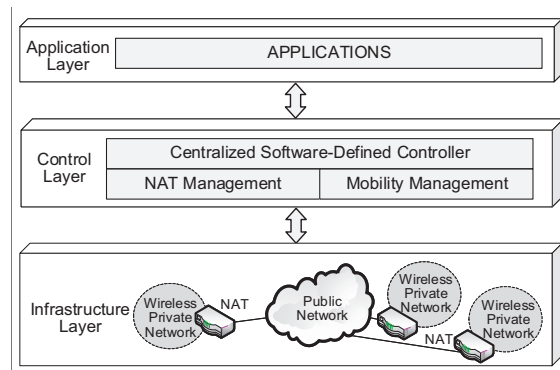 Application
Layer
APPLICATIONS
Control
Layer
Centralized Software-Defined Controller
NAT Management
Mobility Management
Infrastructure
Layer
Wireless
Private
Network
NAT
Public
Network
Wireless
Private
Network
NAT
Wireless
Private
Network